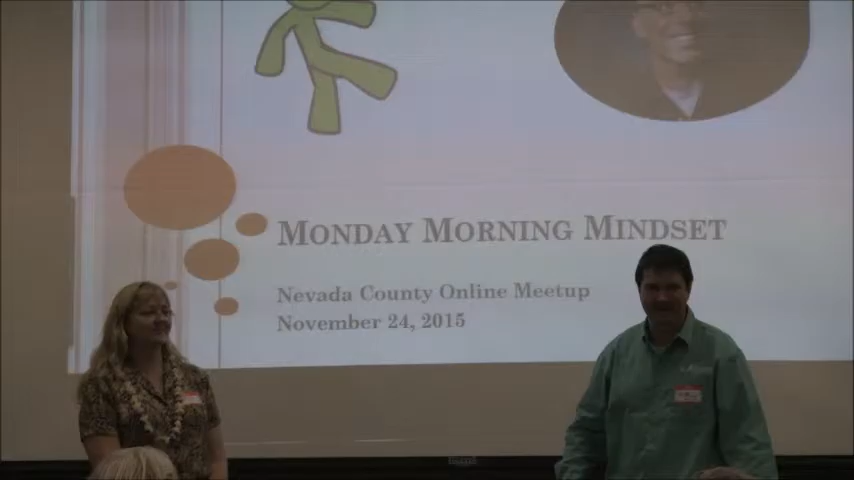 MONDAY MORNING MINDSET
Nevada County Online Meetup
November 24, 2015